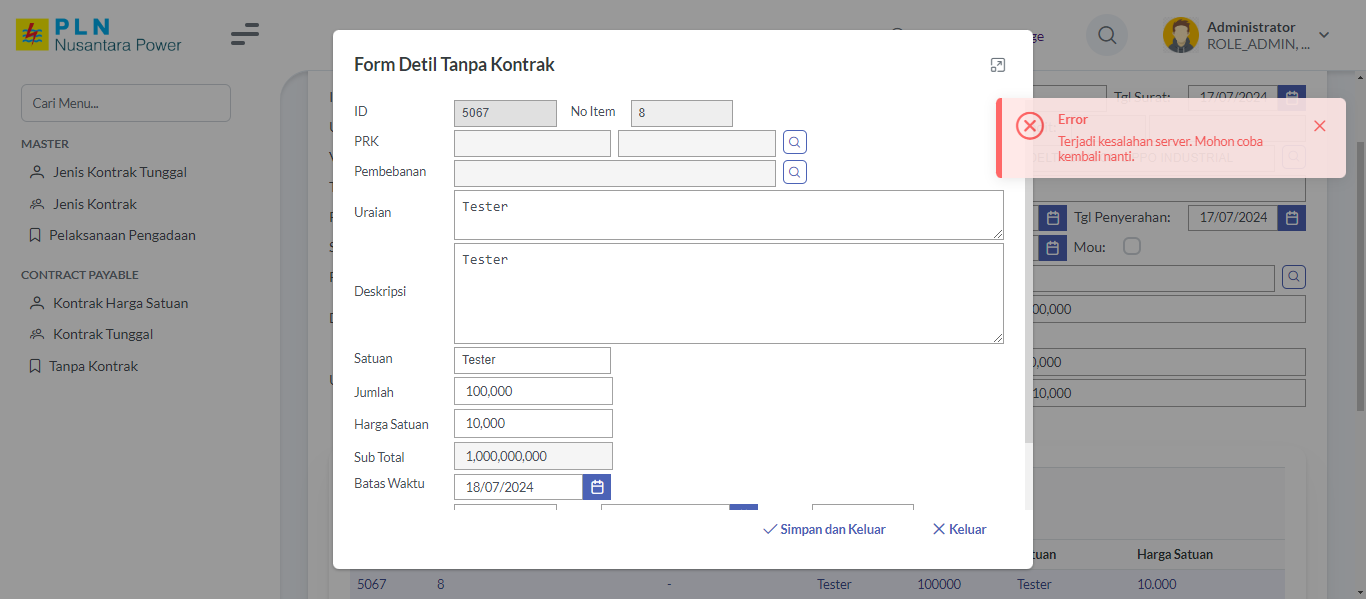 PLN
Nusantara Power
ge
Administrator
ROLE_ADMIN, ...
Cari Menu...
MASTER
Jenis Kontrak Tunggal
Jenis Kontrak
Pelaksanaan Pengadaan
CONTRACT PAYABLE
Kontrak Harga Satuan
Kontrak Tunggal
Tanpa Kontrak
Form Detil Tanpa Kontrak
ID 5067 No Item 8
PRK
Pembebanan
Uraian Tester
Deskripsi Tester
Satuan Tester
Jumlah 100,000
Harga Satuan 10,000
Sub Total 1,000,000,000
Batas Waktu 18/07/2024
Simpan dan Keluar Keluar
Tgl Surat: 17/07/2024
Error
Terjadi kesalahan server. Mohon coba
kembali nanti.
Tgl Penyerahan: 17/07/2024
Mou:
00,000
0,000
10,000
tuan Harga Satuan
5067 8 - Tester 100000 Tester 10.000